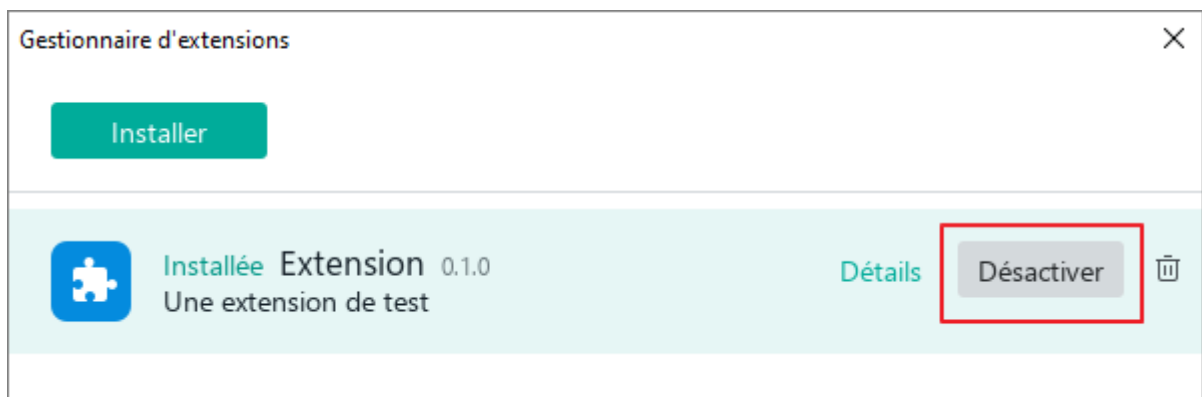 Gestionnaire d'extensions
Installer
Installée Extension 0.1.0
Une extension de test
Détails
Désactiver